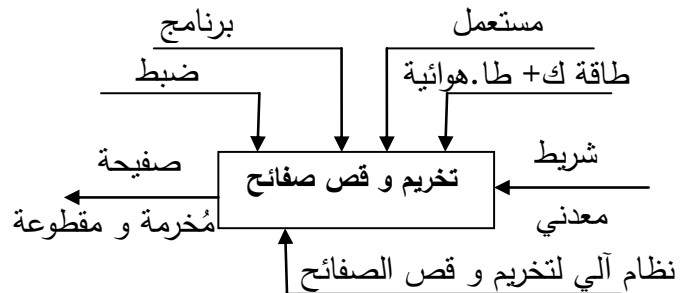 مستعمل
برنامج
طاقة ك+ طا.هوائية
ضبط
شريط
معدني
تخريم و قص صفائح
صفيحة
مُخرمة و مقطوعة
نظام آلي لتخريم و قص الصفائح